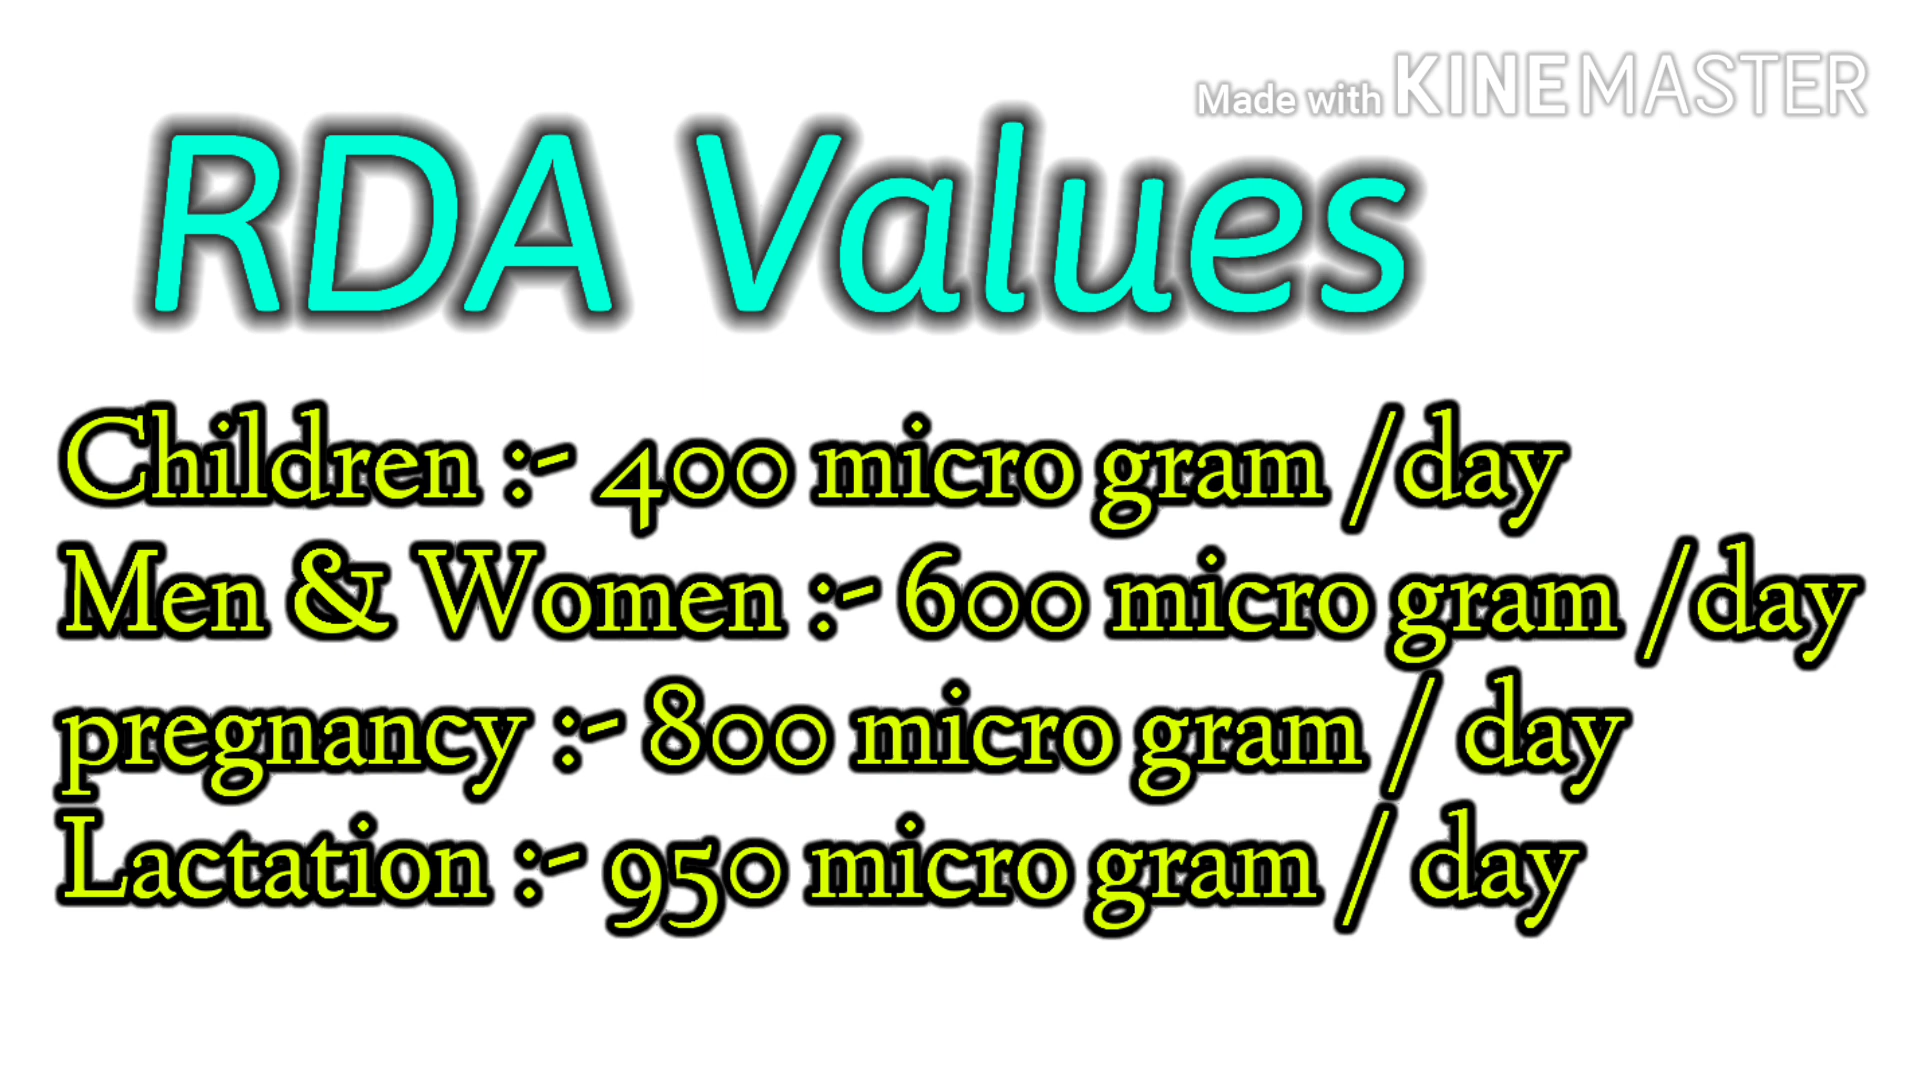 Made with KINEMASTER
RDA Values
Children :- 400 micro gram /day
Men & Women :- 600 micro gram /day
pregnancy :- 800 micro gram / day
Lactation :- 950 micro gram / day